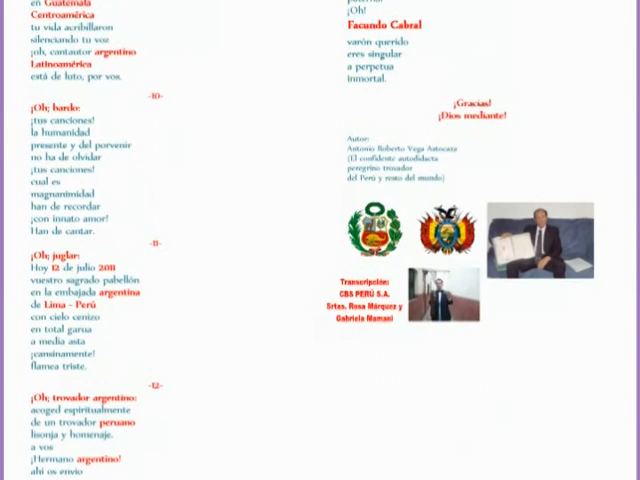 en Guatemala
Centroamérica
tu vida acribillaron
silenciando tu voz
¡oh, cantautor argentino
Latinoamérica
está de luto, por vos.
-10-
¡Oh; bardo:
¡tus canciones!
la humanidad
presente y del porvenir
no ha de olvidar
¡tus canciones!
cual es
magnanimidad
han de recordar
¡con innato amor!
Han de cantar.
-11-
¡Oh; juglar:
Hoy 12 de julio 2011
vuestro sagrado pabellón
en la embajada argentina
de Lima - Perú
con cielo cenizo
en total garua
a media asta
¡cansinamente!
flamea triste.
-12-
¡Oh; trovador argentino:
acoged espiritualmente
de un trovador peruano
lisonja y homenaje.
a vos
¡Hermano argentino!
ahí os envío
¡Oh!
Facundo Cabral
varón querido
eres singular
a perpetua
inmortal.
¡Gracias!
¡Dios mediante!
Autor:
Antonio Roberto Vega Astocaza
(El confidente autodidacta
peregrino trovador
del Perú y resto del mundo)
Transcripción:
CBS PERÚ S.A.
Srtas. Rosa Márquez y
Gabriela Mamani